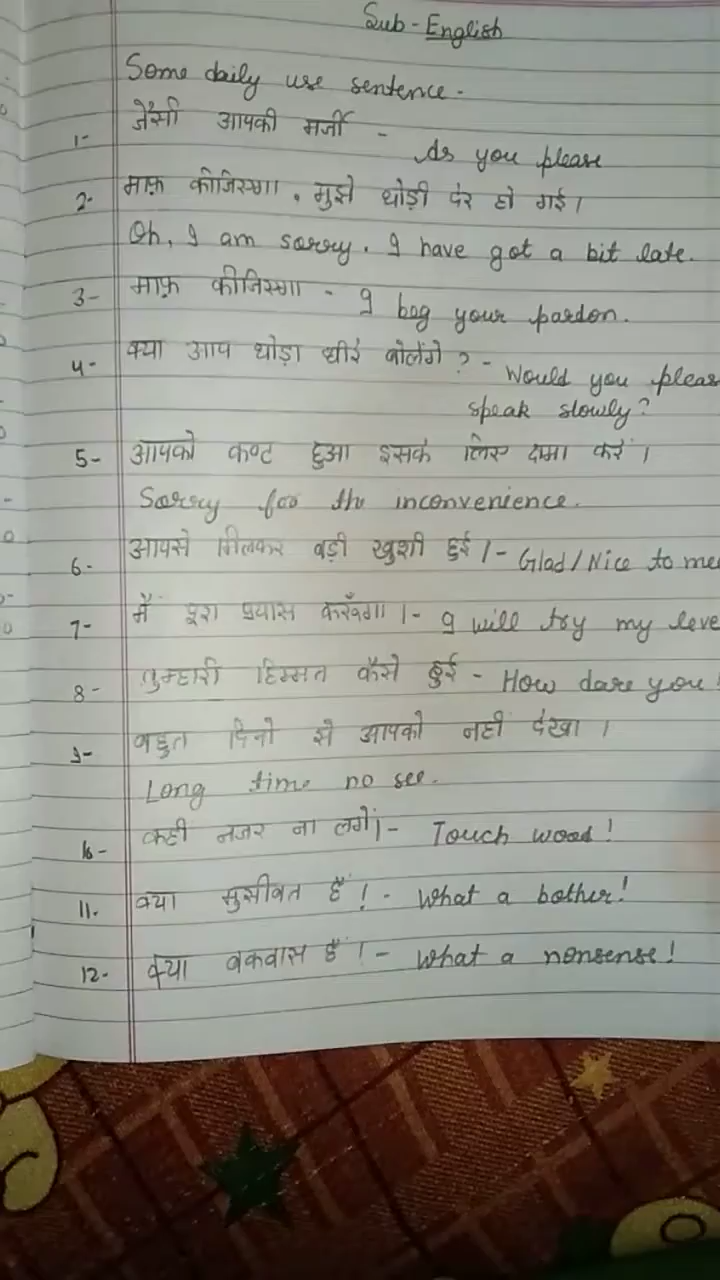 Sub - English
Some daily use sentence.
1- जैसी आपकी मर्जी - As you please
2- माफ़ कीजिएगा, मुझे थोड़ी देर हो गई।
Oh, I am sorry. I have got a bit late.
3- माफ़ कीजिएगा - I beg your pardon.
4- क्या आप थोड़ा धीरे बोलेंगे ? - Would you pleas
speak slowly?
5- आपको कष्ट हुआ इसके लिए क्षमा करें ।
Sorry for the inconvenience.
6- आपसे मिलकर बड़ी खुशी हुई ।- Glad/Nice to me
7- मैं पूरा प्रयास करूँगा ।- I will try my leve
8- तुम्हारी हिम्मत कैसे हुई - How dare you!
9- बहुत दिनो से आपको नही देखा ।
Long time no see.
10- कही नजर ना लगे।- Touch wood!
11. क्या मुसीबत है ! - What a bother!
12- क्या बकवास है !- What a nonsense!